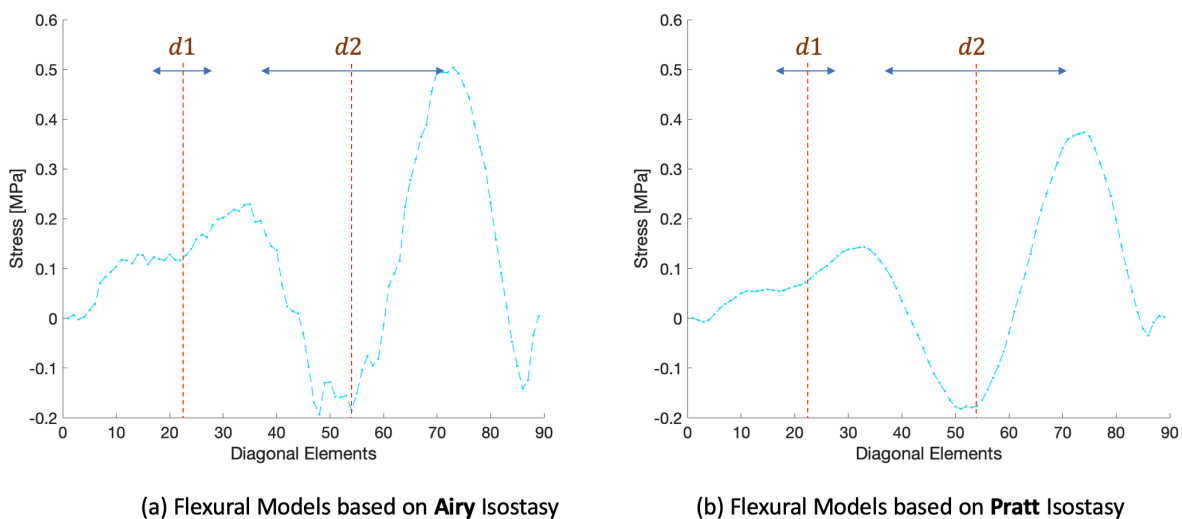 0.6
0.5
0.4
0.3
0.2
0.1
0
-0.1
-0.2
Stress [MPa]
d1
d2
0 10 20 30 40 50 60 70 80 90
Diagonal Elements
(a) Flexural Models based on Airy Isostasy
0.6
0.5
0.4
0.3
0.2
0.1
0
-0.1
-0.2
Stress [MPa]
d1
d2
0 10 20 30 40 50 60 70 80 90
Diagonal Elements
(b) Flexural Models based on Pratt Isostasy